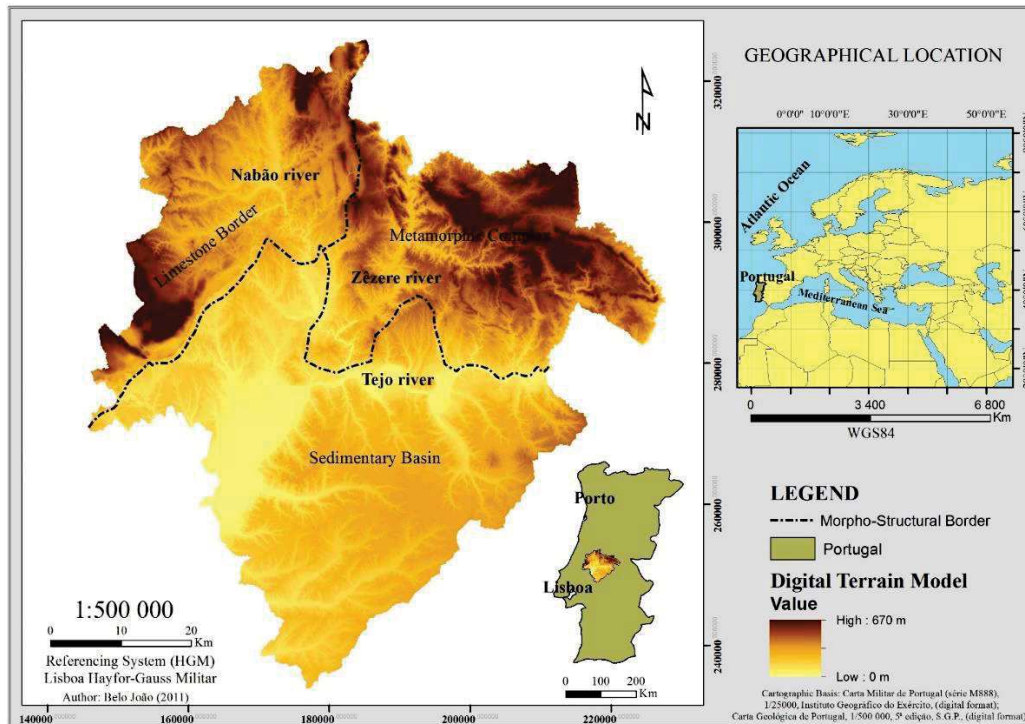 Nabão river
Limestone Border
Zêzere river
Tejo river
Sedimentary Basin
N
320000
300000
280000
260000
240000
140000
160000
180000
200000
220000
1:500 000
0 10 20
Km
Referencing System (HGM)
Lisboa Hayfor-Gauss Militar
Author: Belo João (2011)
Porto
Lisboa
0 100 200
Km
GEOGRAPHICAL LOCATION
0°0'0" 10°0'0"E 30°0'0"E 50°0'0"E
Atlantic Ocean
Portugal
Mediterranean Sea
0 3 400 6 800
Km
WGS84
LEGEND
Morpho-Structural Border
Portugal
Digital Terrain Model
Value
High : 670 m
Low : 0 m
Cartographic Basis: Carta Militar de Portugal (série M888),
1/25000, Instituto Geográfico do Exército, (digital format);
Carta Geológica de Portugal, 1/500 000, 5ª edição, S.G.P., (digital format)